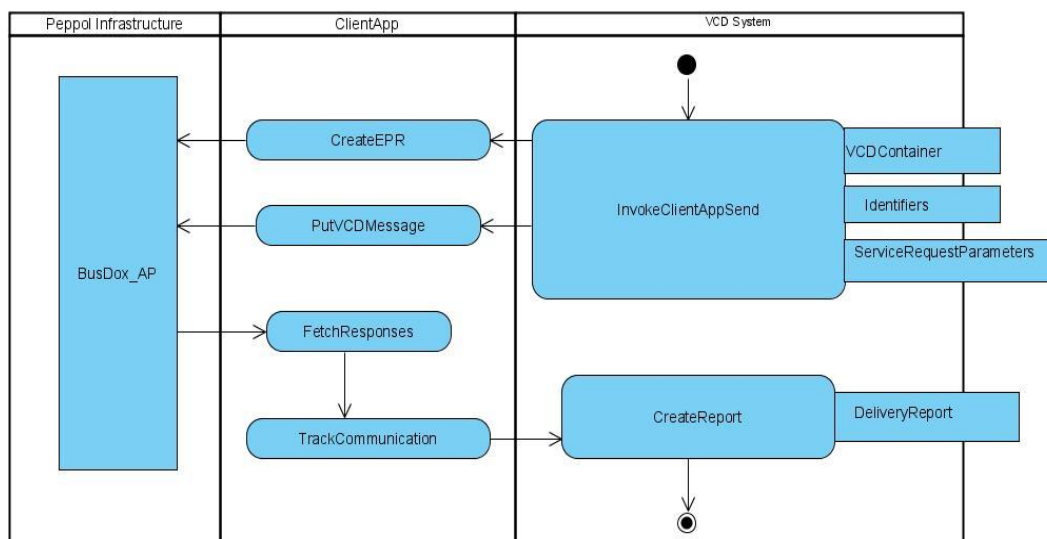 Peppol Infrastructure
ClientApp
VCD System
CreateEPR
VCDContainer
InvokeClientAppSend
Identifiers
PutVCDMessage
ServiceRequestParameters
BusDox_AP
FetchResponses
CreateReport
DeliveryReport
TrackCommunication